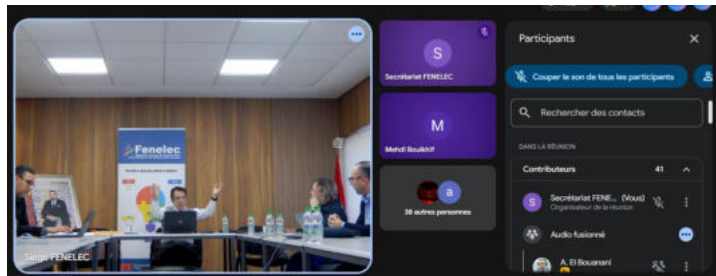 Fenelec
Siège FENELEC
S
Secrétariat FENELEC
M
Mehdi Boulkhif
a
38 autres personnes
Participants
Couper le son de tous les participants
Rechercher des contacts
DANS LA RÉUNION
Contributeurs 41
S
Secrétariat FENE... (Vous)
Organisateur de la réunion
Audio fusionné
A. El Bouanani